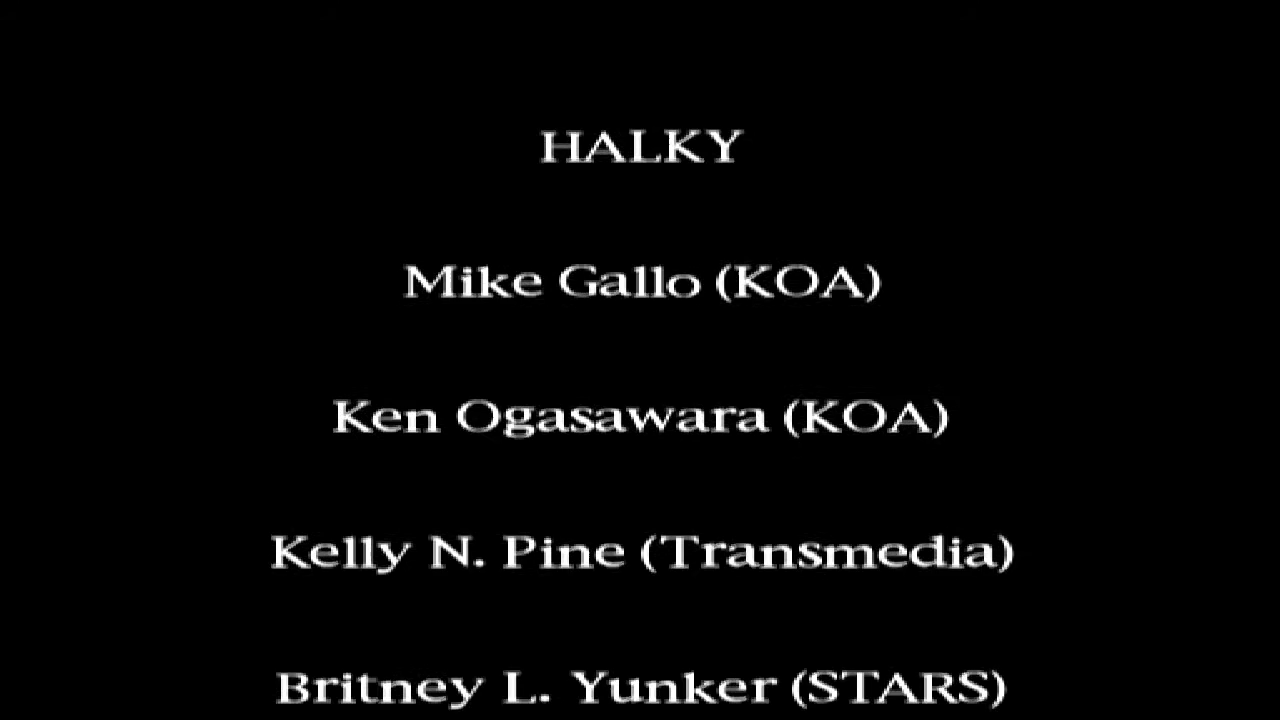 HALKY
Mike Gallo (KOA)
Ken Ogasawara (KOA)
Kelly N. Pine (Transmedia)
Britney L. Yunker (STARS)